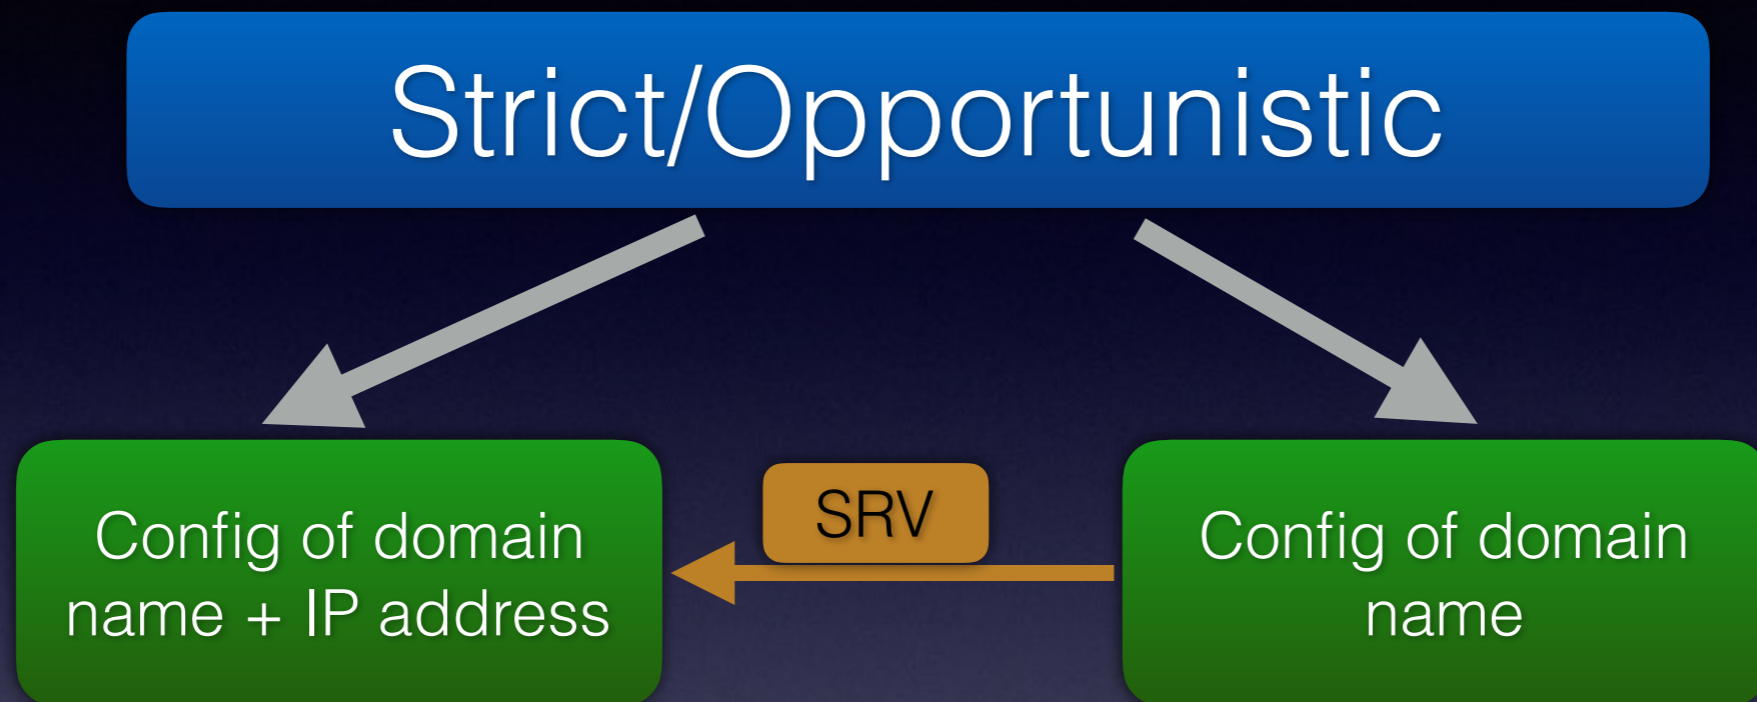 Strict/Opportunistic
SRV
Config of domain
name + IP address
Config of domain
name